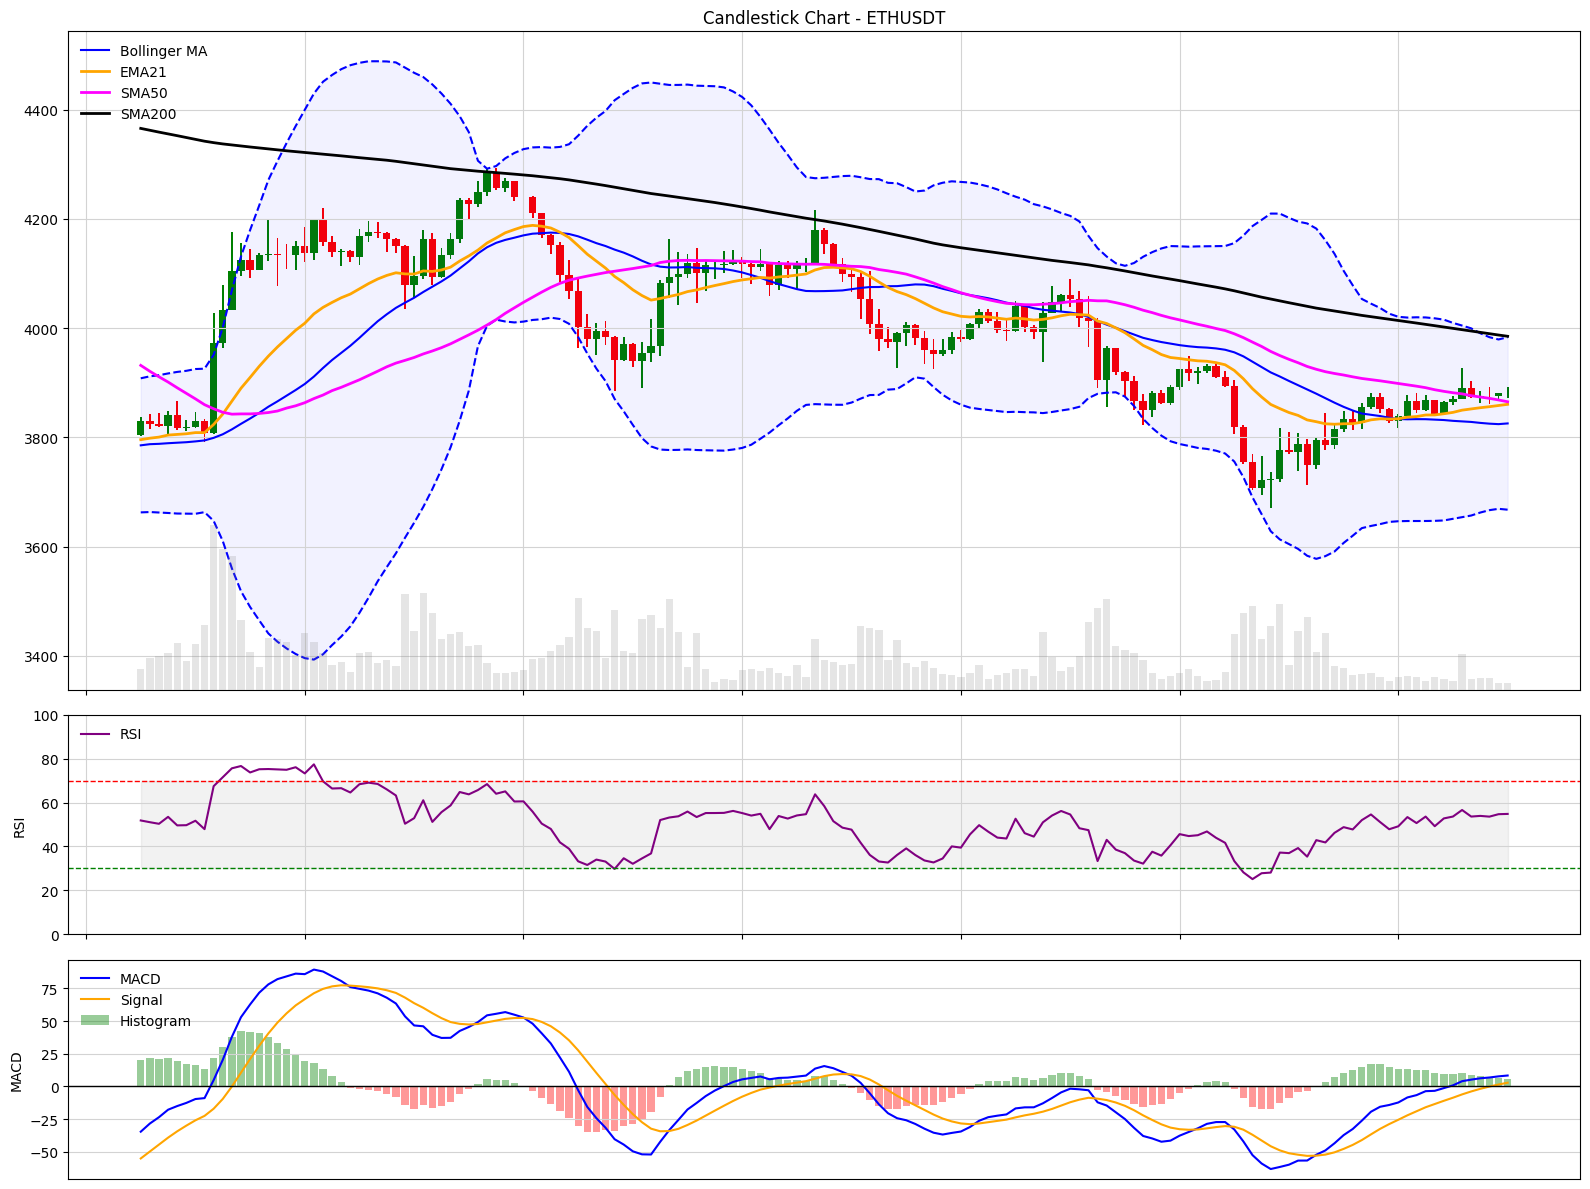 Candlestick Chart - ETHUSDT
Bollinger MA
EMA21
SMA50
SMA200
4400
4200
4000
3800
3600
3400
100
80
60
40
20
0
RSI
RSI
75
50
25
0
−25
−50
MACD
MACD
Signal
Histogram